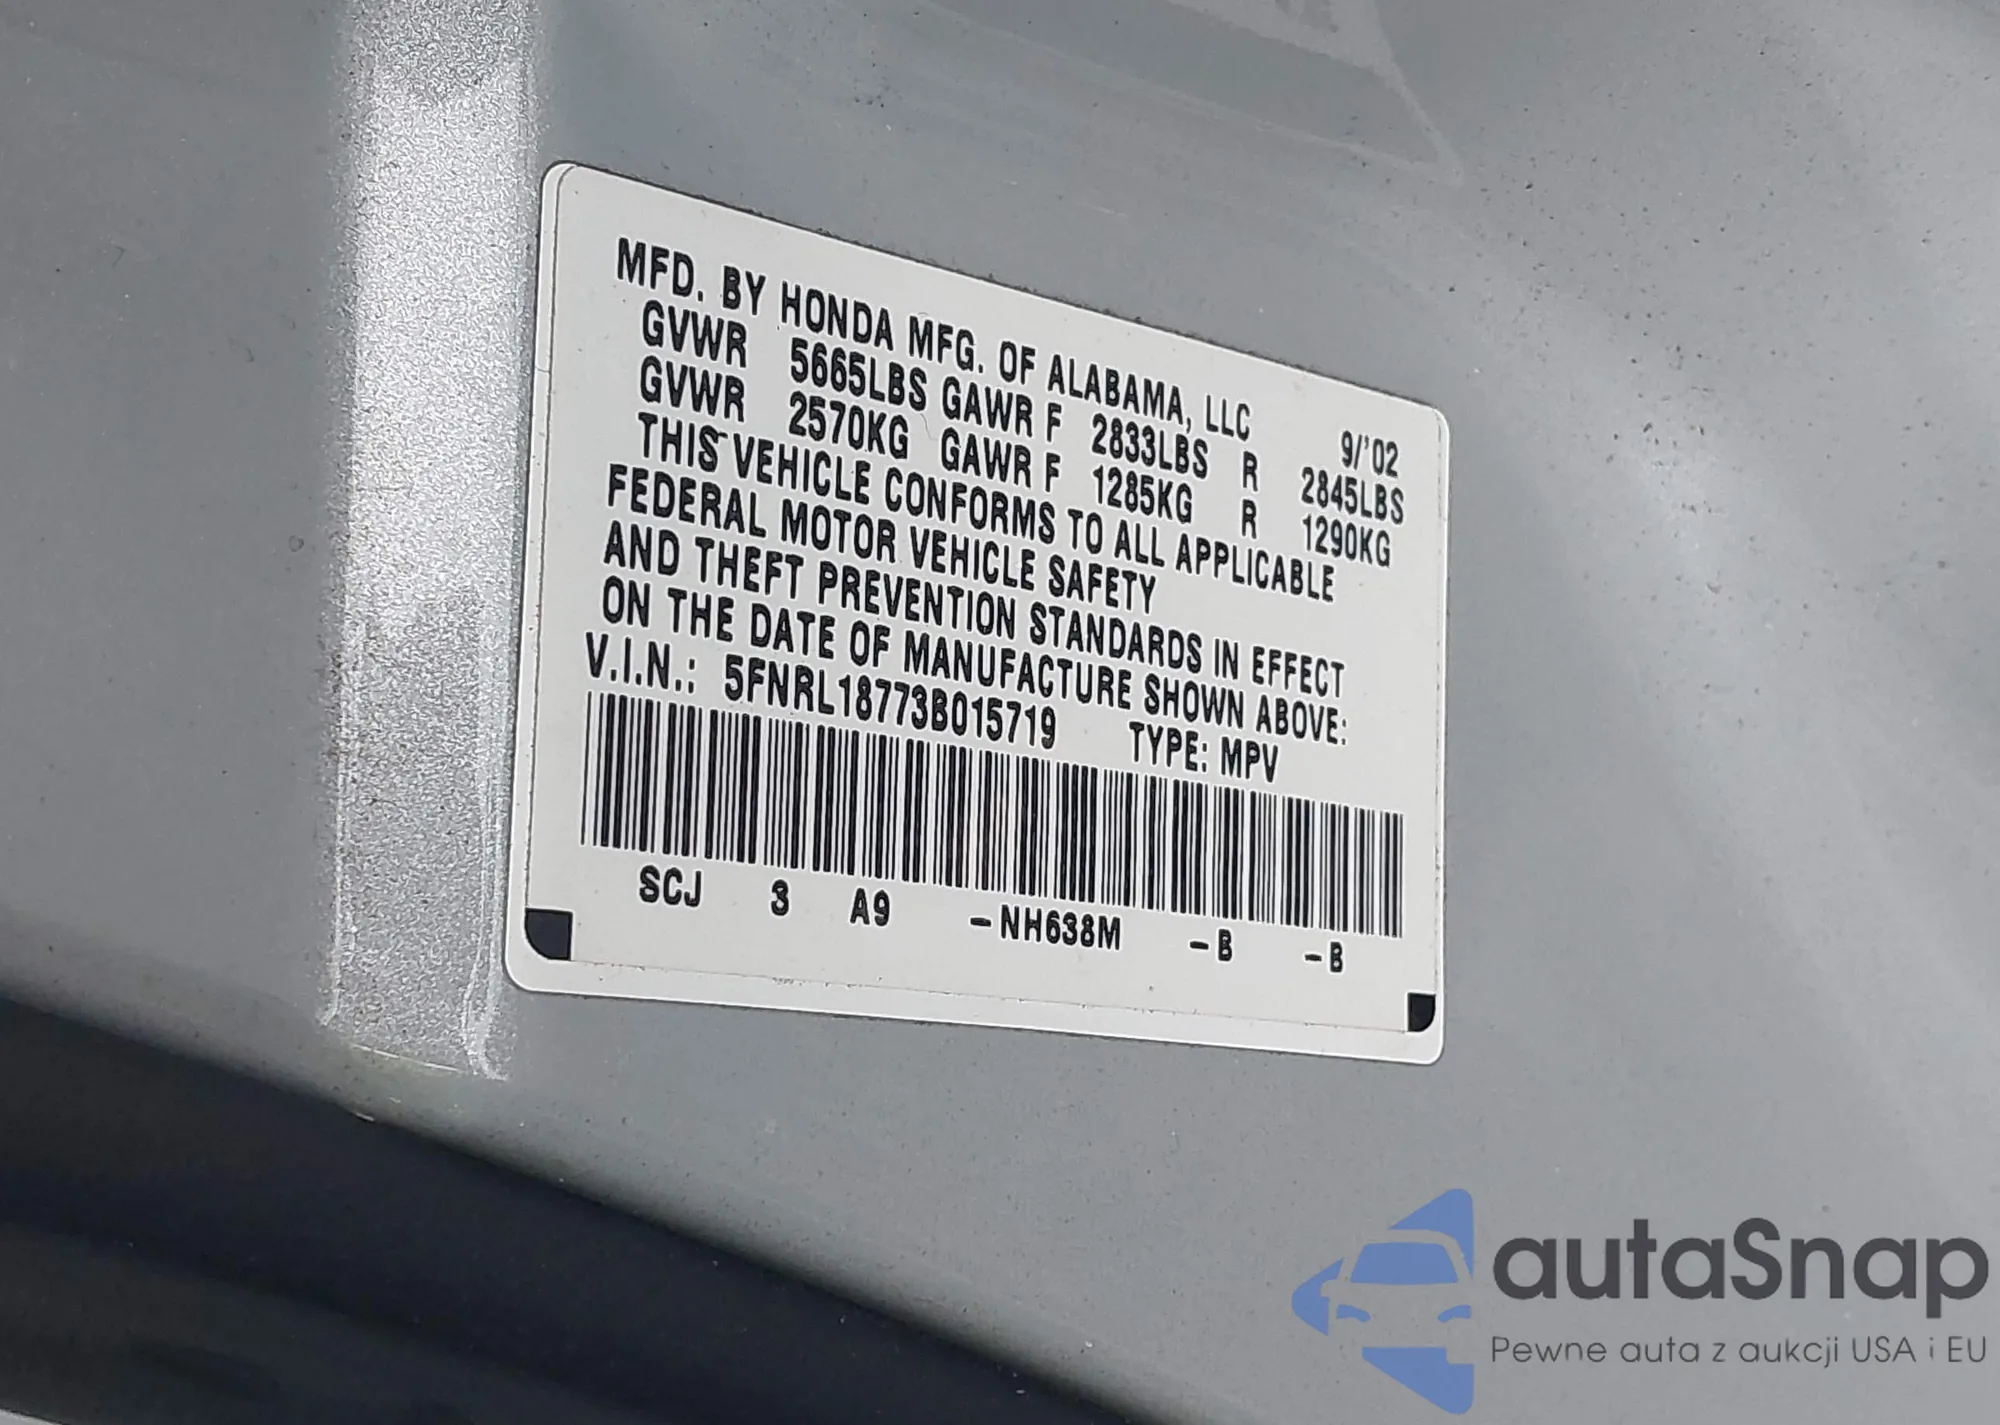 MFD. BY HONDA MFG. OF ALABAMA, LLC 9/'02
GVWR 5665LBS GAWR F 2833LBS R 2845LBS
GVWR 2570KG GAWR F 1285KG R 1290KG
THIS VEHICLE CONFORMS TO ALL APPLICABLE
FEDERAL MOTOR VEHICLE SAFETY
AND THEFT PREVENTION STANDARDS IN EFFECT
ON THE DATE OF MANUFACTURE SHOWN ABOVE:
V.I.N.: 5FNRL18773B015719 TYPE: MPV
SCJ 3 A9 -NH638M -B -B
autaSnap
Pewne auta z aukcji USA i EU